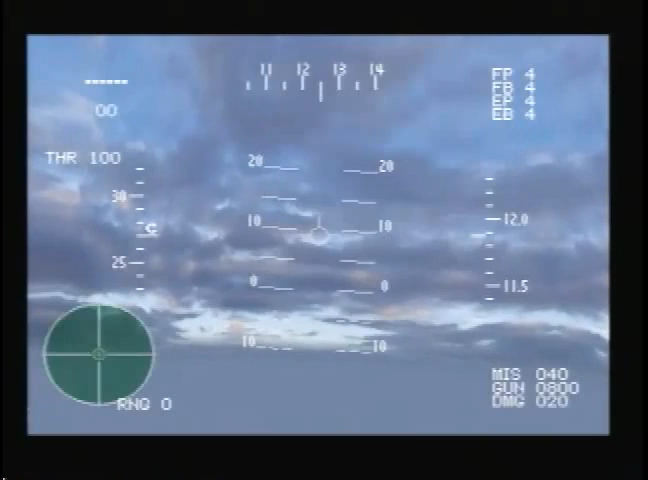 11 12 13 14
------
00
FP 4
FB 4
EP 4
EB 4
THR 100
20 20
30
12.0
10 10
C
25
0 0
11.5
10 10
MIS 040
GUN 0800
DMG 020
RNG 0